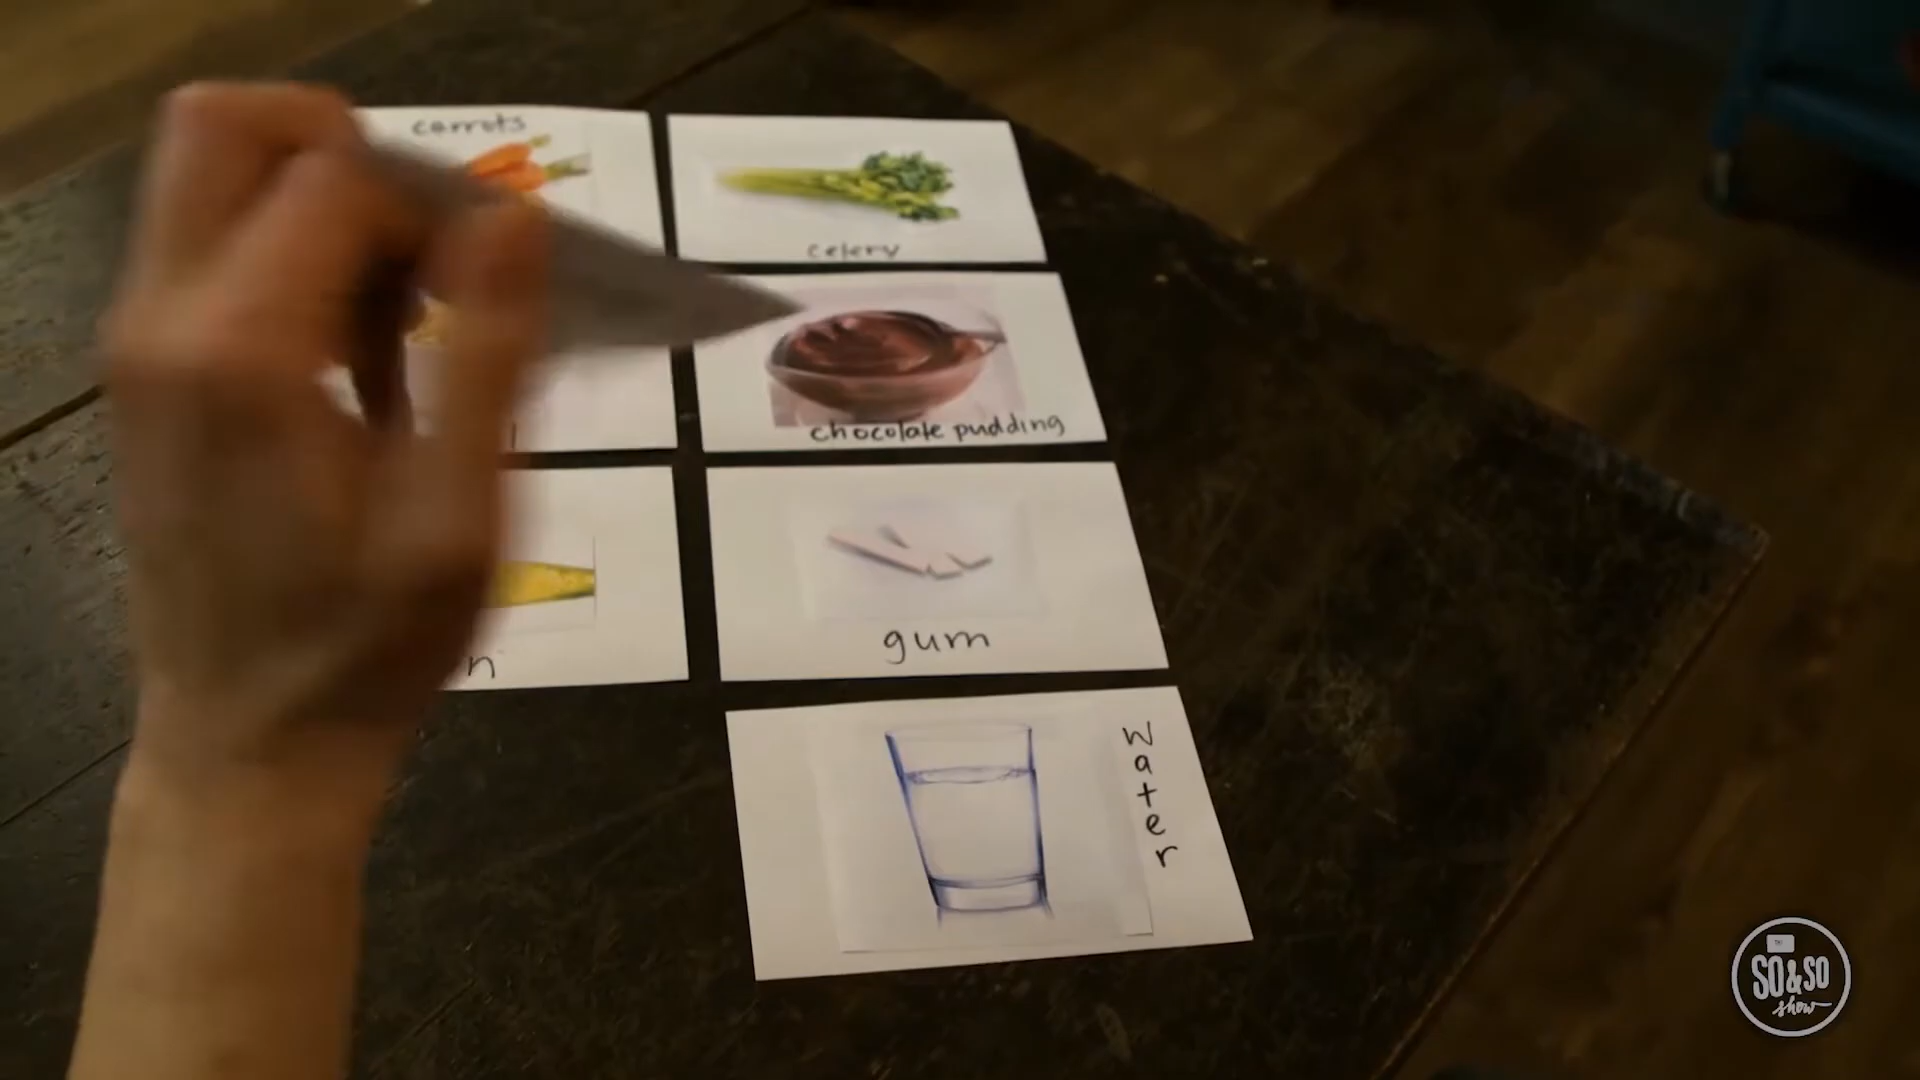 carrots
celery
chocolate pudding
gum
water
SO & SO
show